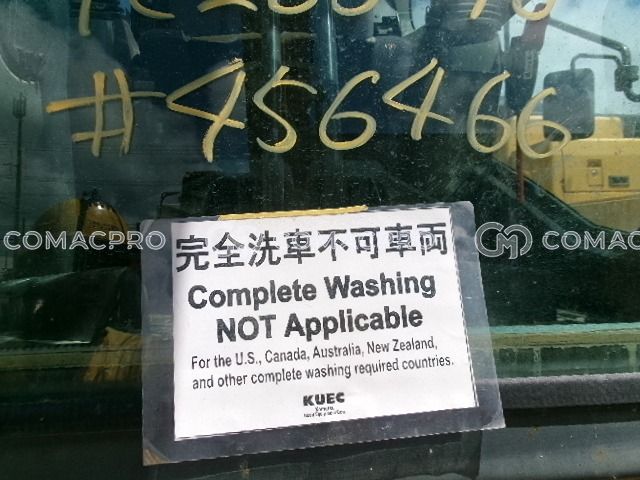 #456466
COMACPRO
COMACPRO
完全洗車不可車両
Complete Washing
NOT Applicable
For the U.S., Canada, Australia, New Zealand,
and other complete washing required countries.
KUEC